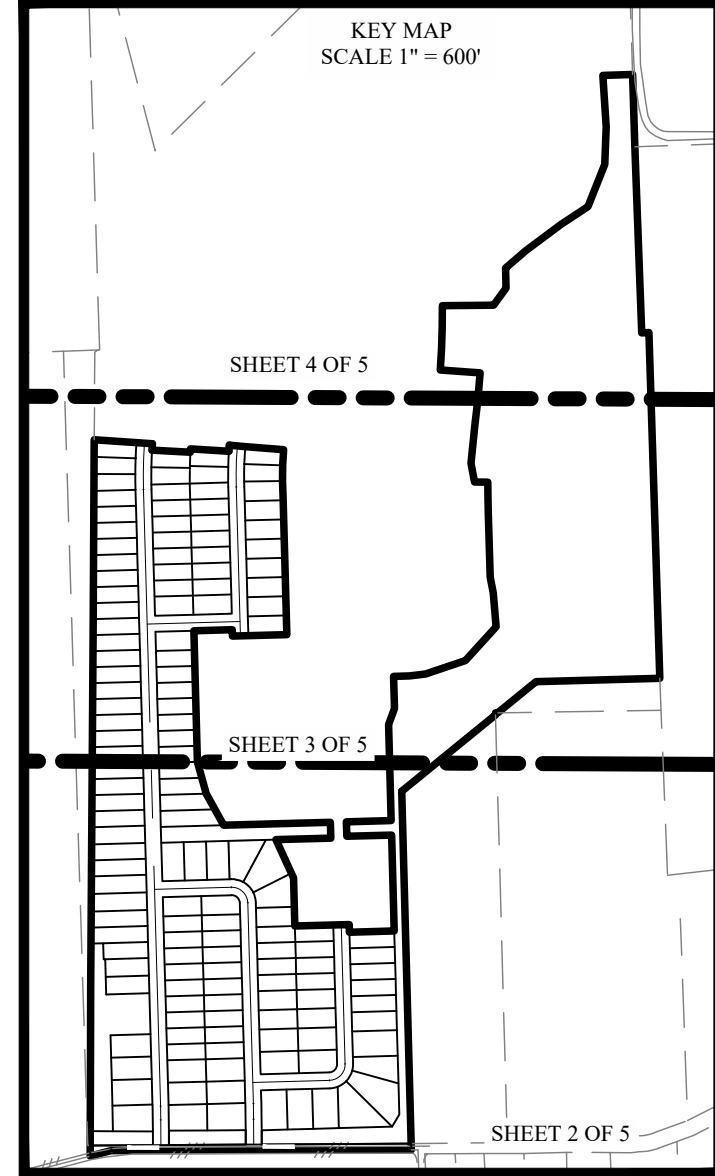 KEY MAP
SCALE 1" = 600'
SHEET 4 OF 5
SHEET 3 OF 5
SHEET 2 OF 5